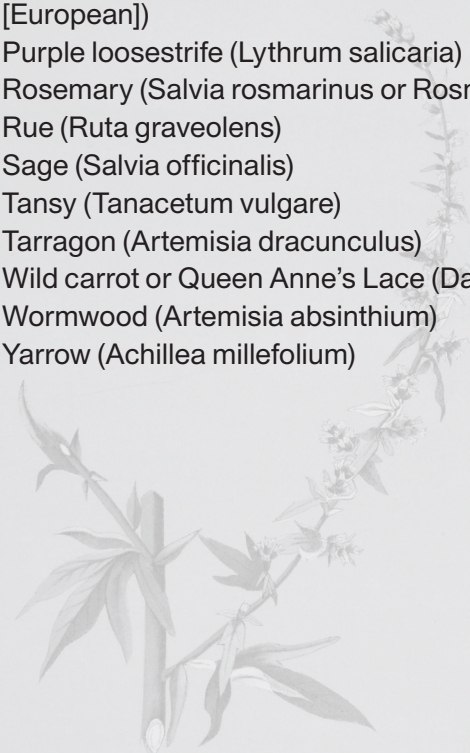 [European])
Purple loosestrife (Lythrum salicaria)
Rosemary (Salvia rosmarinus or
Rue (Ruta graveolens)
Sage (Salvia officinalis)
Tansy (Tanacetum vulgare)
Tarragon (Artemisia dracunculus)
Wild carrot or Queen Anne’s Lace
Wormwood (Artemisia absinthium)
Yarrow (Achillea millefolium)